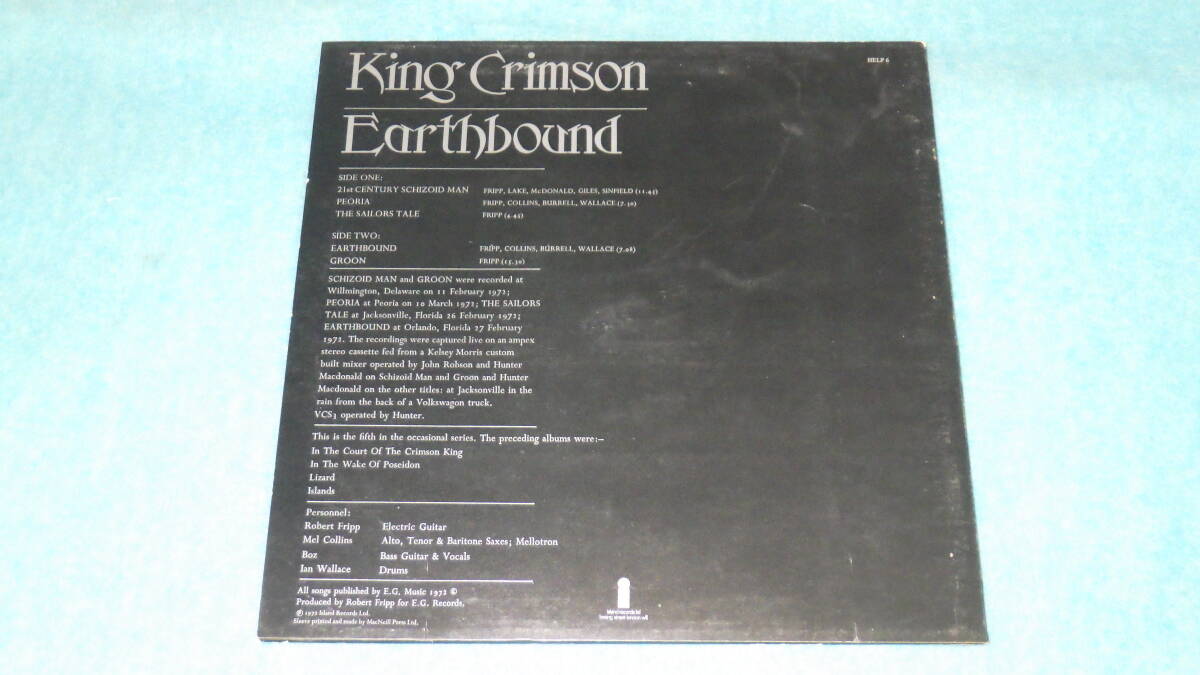 King Crimson
HELP 6
Earthbound
SIDE ONE:
21st CENTURY SCHIZOID MAN FRIPP, LAKE, McDONALD, GILES, SINFIELD (11.45)
PEORIA FRIPP, COLLINS, BURRELL, WALLACE (7.30)
THE SAILORS TALE FRIPP (4.45)
SIDE TWO:
EARTHBOUND FRIPP, COLLINS, BURRELL, WALLACE (7.08)
GROON FRIPP (15.30)
SCHIZOID MAN and GROON were recorded at
Willmington, Delaware on 11 February 1972;
PEORIA at Peoria on 10 March 1972; THE SAILORS
TALE at Jacksonville, Florida 26 February 1972;
EARTHBOUND at Orlando, Florida 27 February
1972. The recordings were captured live on an ampex
stereo cassette fed from a Kelsey Morris custom
built mixer operated by John Robson and Hunter
Macdonald on Schizoid Man and Groon and Hunter
Macdonald on the other titles: at Jacksonville in the
rain from the back of a Volkswagon truck.
VCS3 operated by Hunter.
This is the fifth in the occasional series. The preceding albums were:–
In The Court Of The Crimson King
In The Wake Of Poseidon
Lizard
Islands
Personnel:
Robert Fripp Electric Guitar
Mel Collins Alto, Tenor & Baritone Saxes; Mellotron
Boz Bass Guitar & Vocals
Ian Wallace Drums
All songs published by E.G. Music 1972 ©
Produced by Robert Fripp for E.G. Records.
℗ 1972 Island Records Ltd.
Sleeve printed and made by MacNeill Press Ltd.
island records ltd
basing street london w11